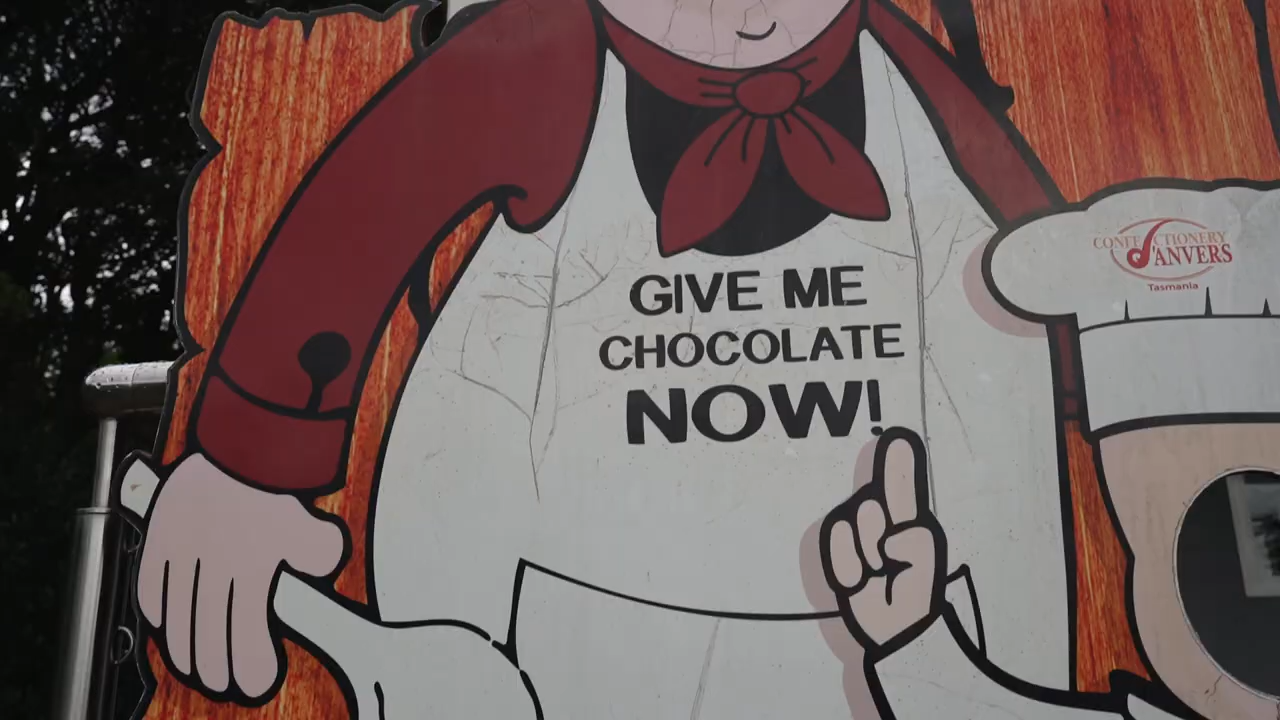 GIVE ME
CHOCOLATE
NOW!
CONFECTIONERY
D'ANVERS
Tasmania